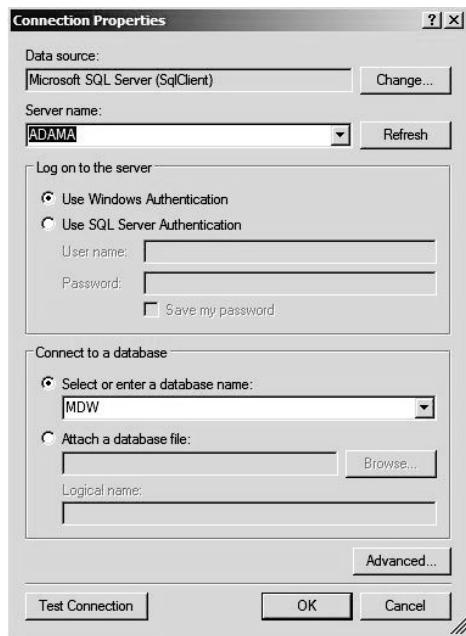 Connection Properties
Data source:
Microsoft SQL Server (SqlClient)
Change...
Server name:
ADAMA
Refresh
Log on to the server
Use Windows Authentication
Use SQL Server Authentication
User name:
Password:
Save my password
Connect to a database
Select or enter a database name:
MDW
Attach a database file:
Browse...
Logical name:
Advanced...
Test Connection
OK
Cancel